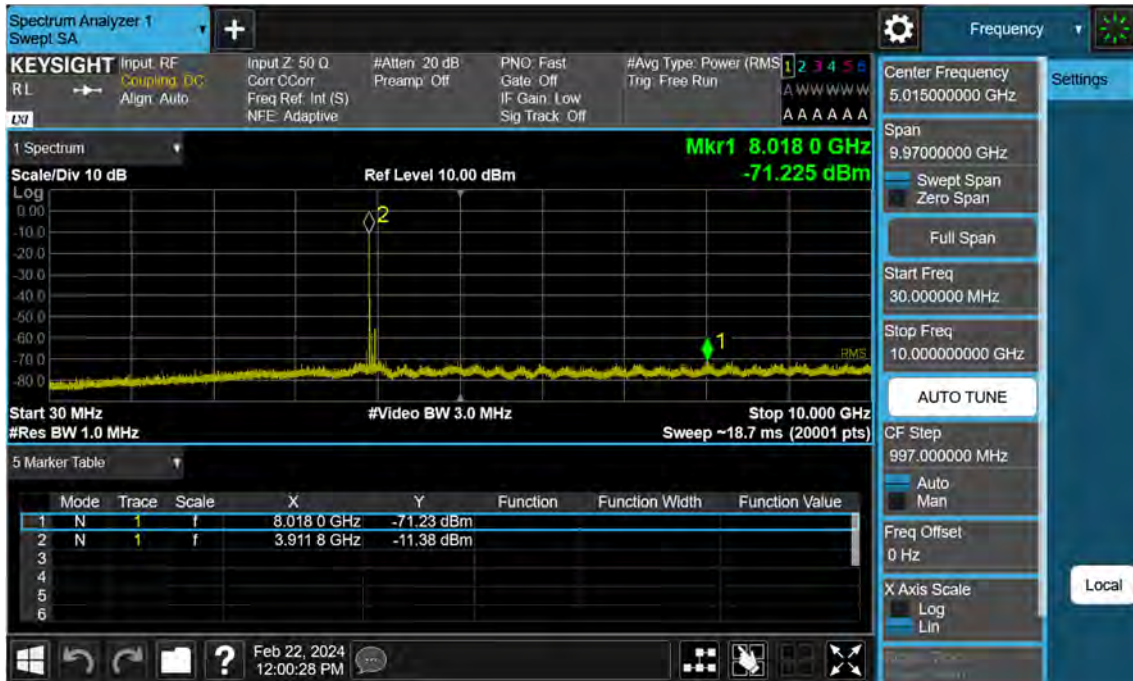 Spectrum Analyzer 1
Swept SA
+
Frequency
KEYSIGHT
RL
LXI
Input: RF
Coupling: DC
Align: Auto
Input Z: 50 Ω
Corr CCorr
Freq Ref: Int (S)
NFE: Adaptive
#Atten: 20 dB
Preamp: Off
PNO: Fast
Gate: Off
IF Gain: Low
Sig Track: Off
#Avg Type: Power (RMS
Trig: Free Run
1 2 3 4 5 6
A W W W W W
A A A A A A
1 Spectrum
Scale/Div 10 dB
Ref Level 10.00 dBm
Mkr1 8.018 0 GHz
-71.225 dBm
Log
0.00
-10.0
-20.0
-30.0
-40.0
-50.0
-60.0
-70.0
-80.0
2
1
RMS
Start 30 MHz
#Video BW 3.0 MHz
Stop 10.000 GHz
#Res BW 1.0 MHz
Sweep ~18.7 ms (20001 pts)
5 Marker Table
Mode Trace Scale X Y Function Function Width Function Value
1 N 1 f 8.018 0 GHz -71.23 dBm
2 N 1 f 3.911 8 GHz -11.38 dBm
3
4
5
6
Feb 22, 2024
12:00:28 PM
?
Settings
Center Frequency
5.015000000 GHz
Span
9.97000000 GHz
Swept Span
Zero Span
Full Span
Start Freq
30.000000 MHz
Stop Freq
10.000000000 GHz
AUTO TUNE
CF Step
997.000000 MHz
Auto
Man
Freq Offset
0 Hz
X Axis Scale
Log
Lin
Local